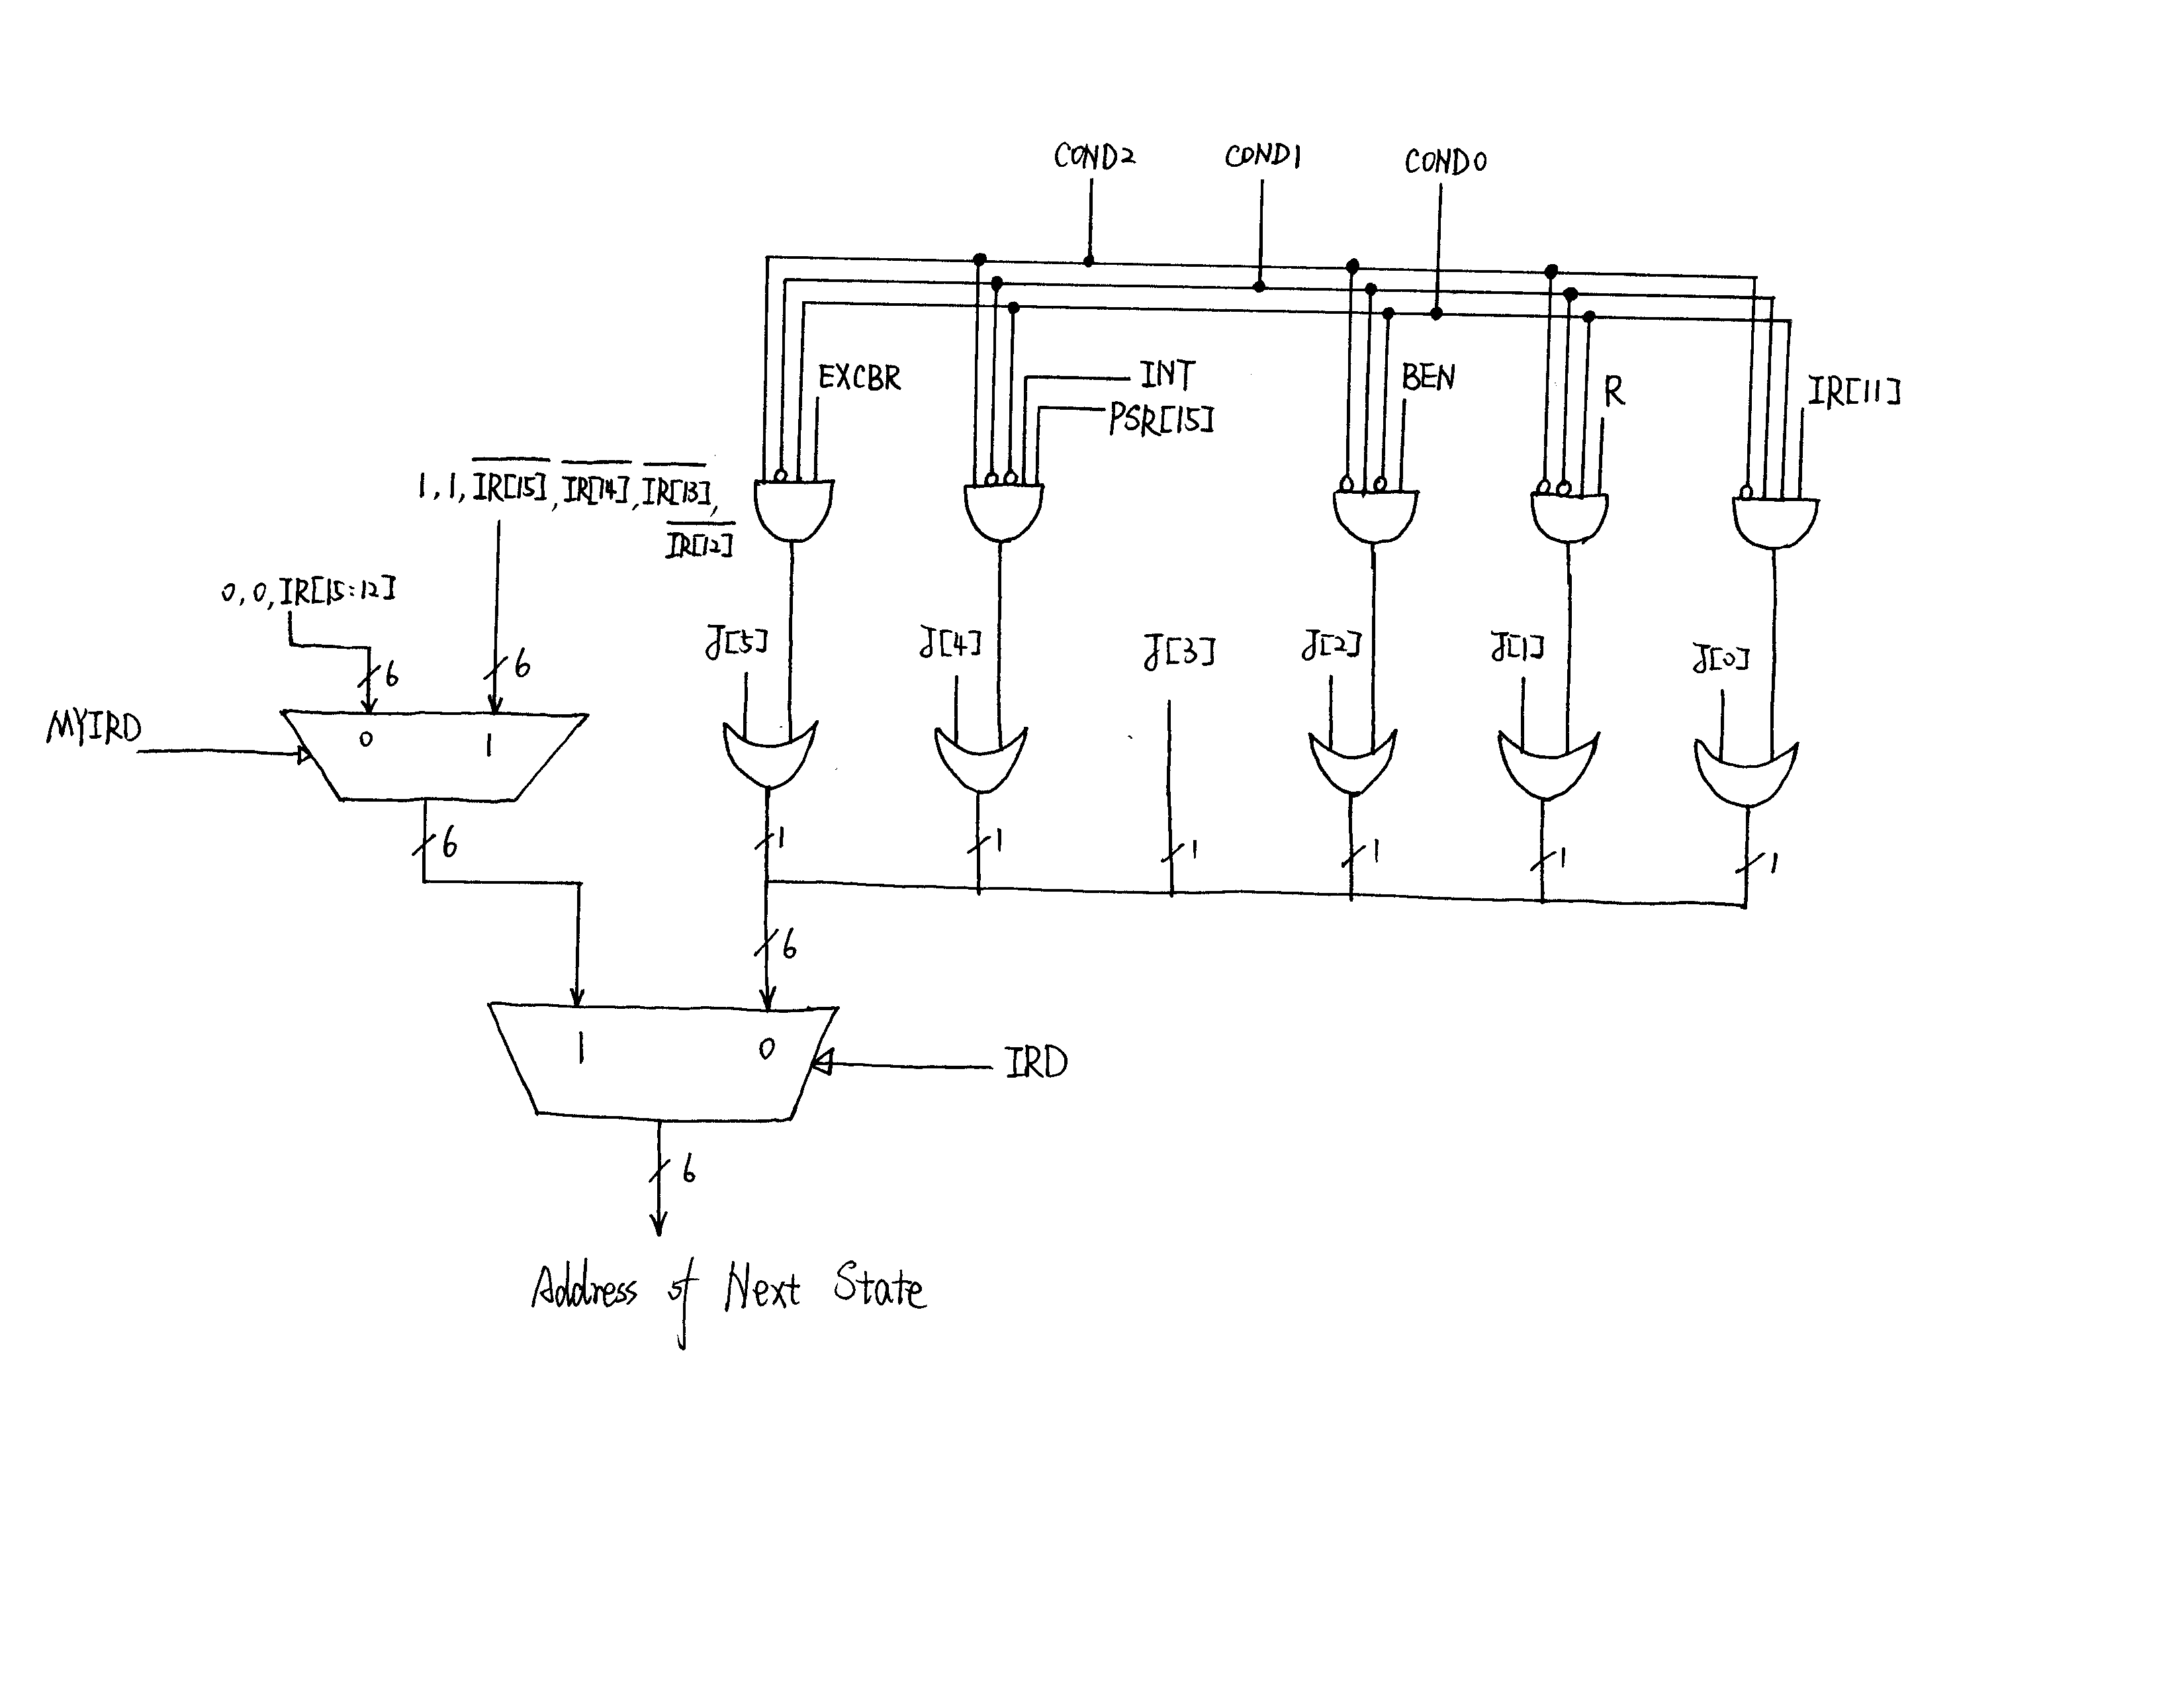 COND2 COND1 COND0
EXCBR INT BEN R IR[11]
PSR[15]
1, 1, \overline{IR[15]}, \overline{IR[14]}, \overline{IR[13]},
\overline{IR[12]}
0, 0, IR[15:12]
J[5] J[4] J[3] J[2] J[1] J[0]
6 6
MYIRD 0 1
6 1 1 1 1 1 1
6
1 0 IRD
6
Address of Next State